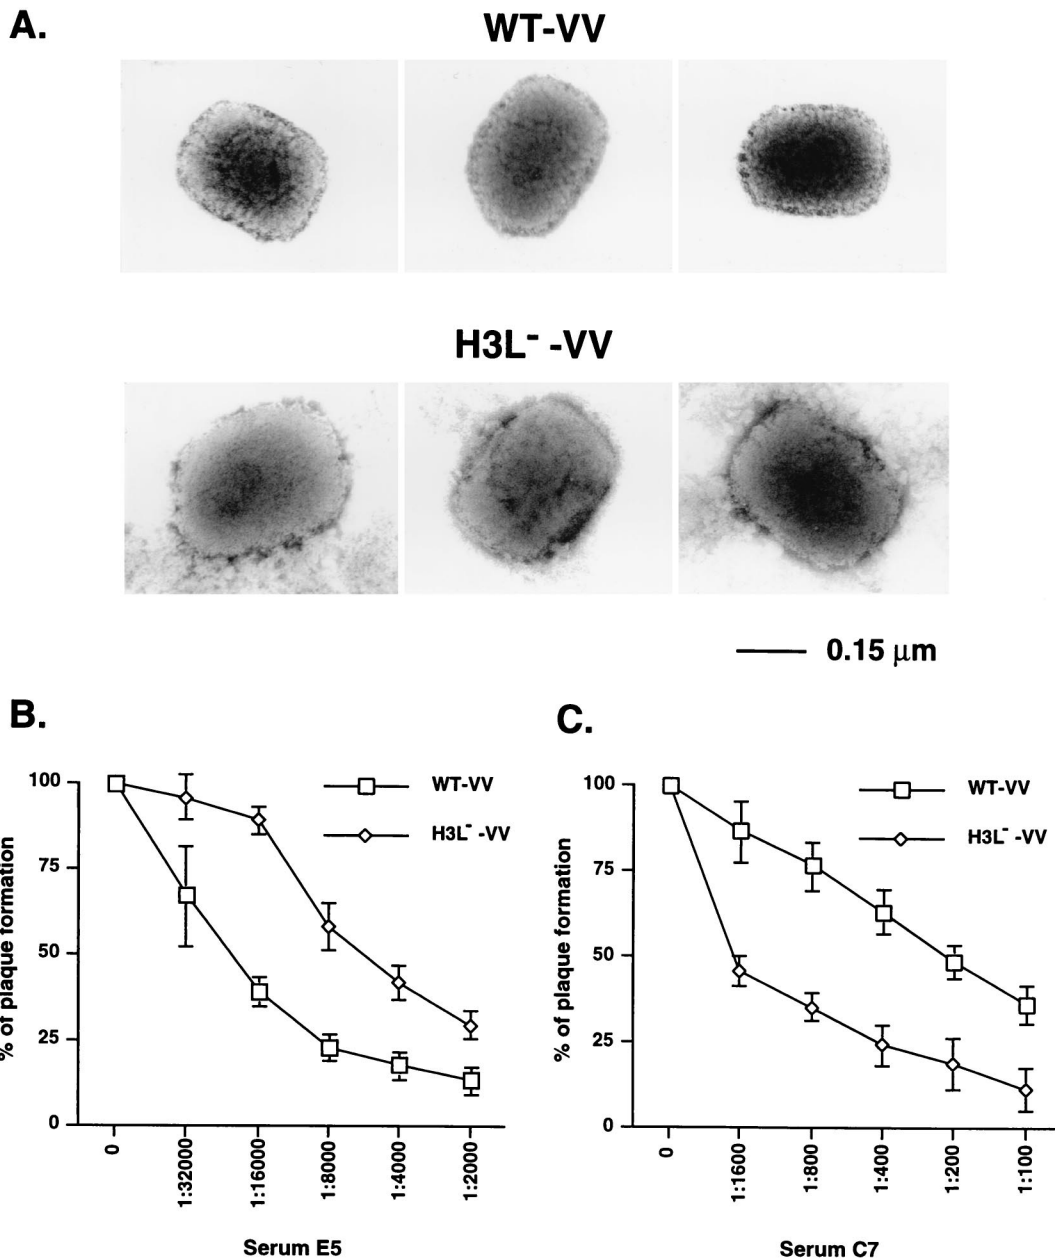 A.
WT-VV
H3L⁻ -VV
0.15 μm
B.
100
75
50
25
0
% of plaque formation
WT-VV
H3L⁻ -VV
0
1:32000
1:16000
1:8000
1:4000
1:2000
Serum E5
C.
100
75
50
25
0
% of plaque formation
WT-VV
H3L⁻ -VV
0
1:1600
1:800
1:400
1:200
1:100
Serum C7